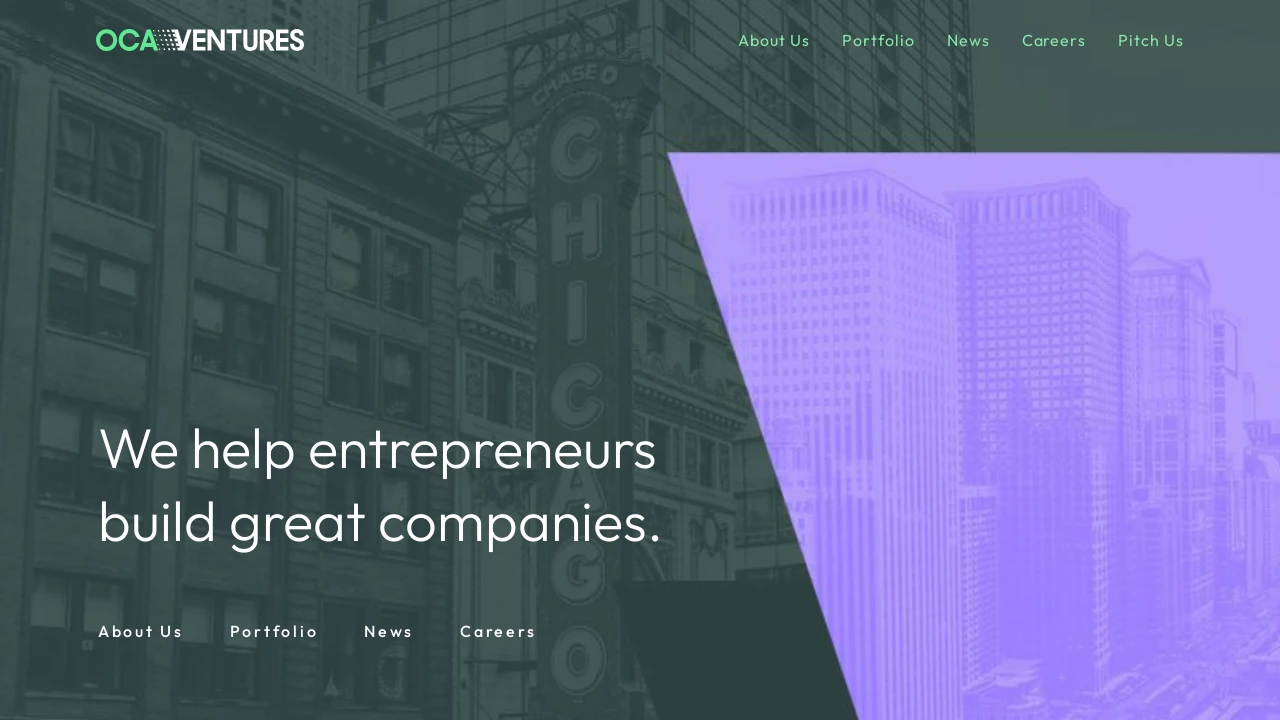 OCA VENTURES
About Us Portfolio News Careers Pitch Us
CHASE O
CHICAGO
We help entrepreneurs
build great companies.
About Us Portfolio News Careers